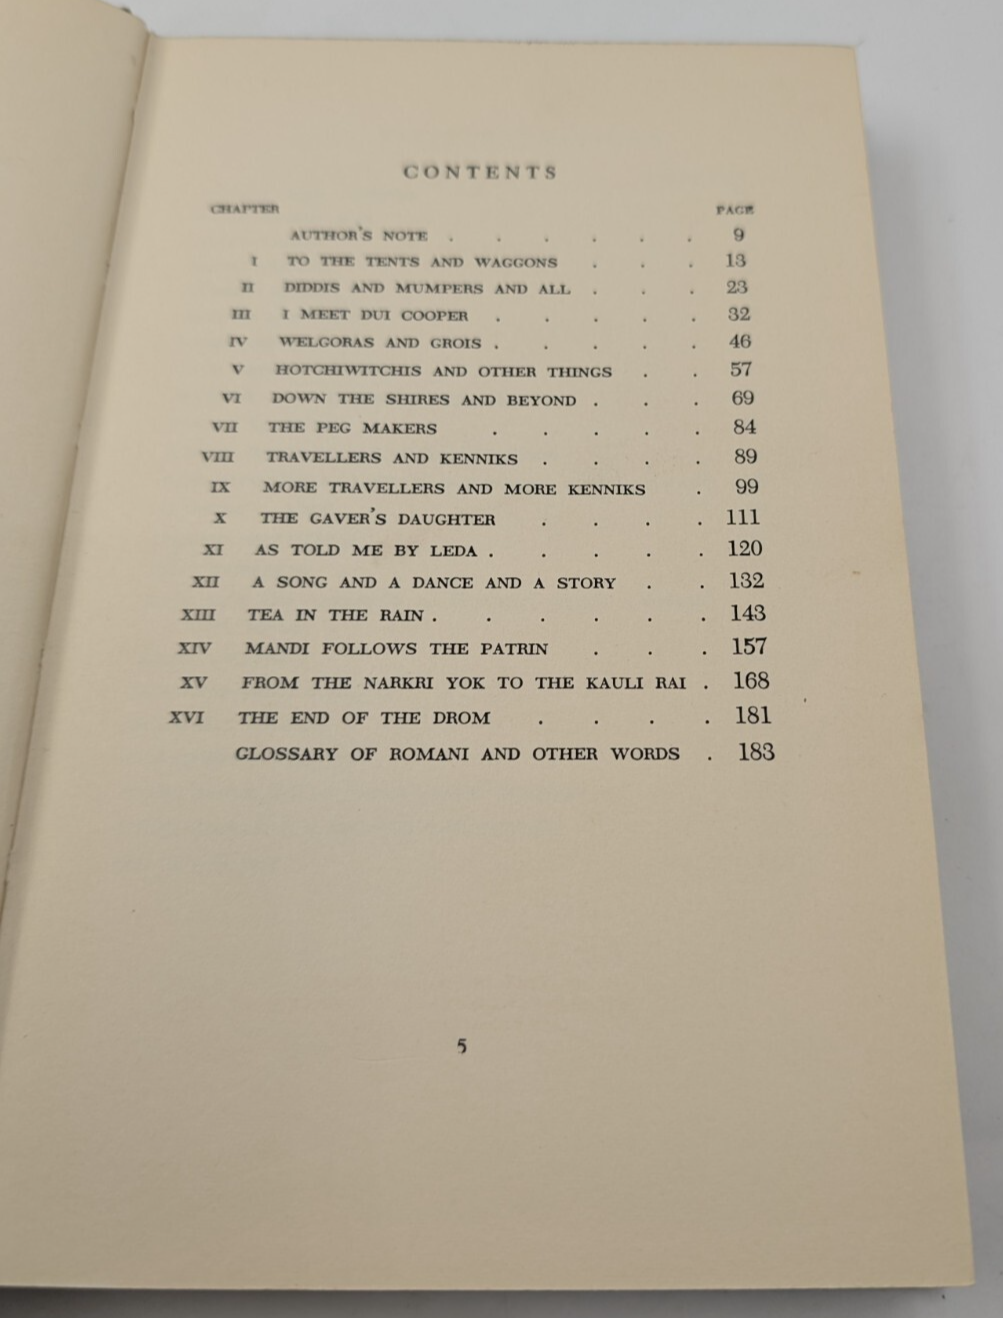 CONTENTS
CHAPTER PAGE
AUTHOR'S NOTE . . . . . . 9
I TO THE TENTS AND WAGGONS . . . 13
II DIDDIS AND MUMPERS AND ALL . . . 23
III I MEET DUI COOPER . . . . . 32
IV WELGORAS AND GROIS . . . . . 46
V HOTCHIWITCHIS AND OTHER THINGS . . 57
VI DOWN THE SHIRES AND BEYOND . . . 69
VII THE PEG MAKERS . . . . . 84
VIII TRAVELLERS AND KENNIKS . . . . 89
IX MORE TRAVELLERS AND MORE KENNIKS . 99
X THE GAVER'S DAUGHTER . . . . 111
XI AS TOLD ME BY LEDA . . . . . 120
XII A SONG AND A DANCE AND A STORY . . 132
XIII TEA IN THE RAIN . . . . . . 143
XIV MANDI FOLLOWS THE PATRIN . . . 157
XV FROM THE NARKRI YOK TO THE KAULI RAI . 168
XVI THE END OF THE DROM . . . . 181
GLOSSARY OF ROMANI AND OTHER WORDS . 183
5